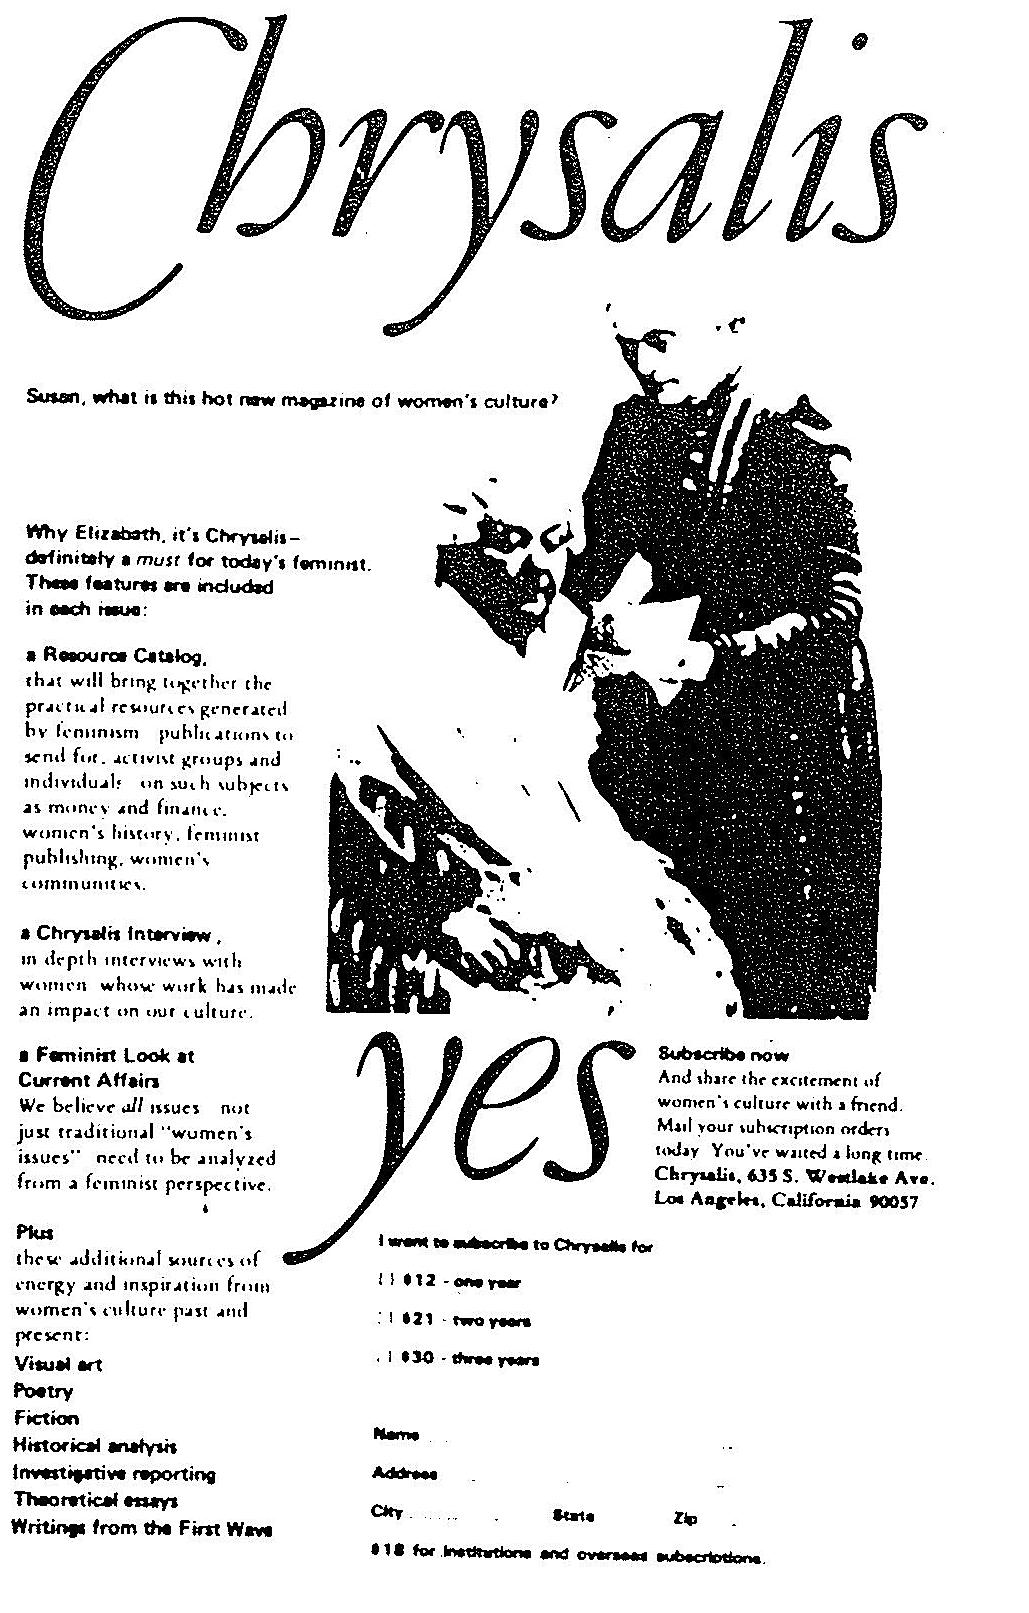 Chrysalis
Susan, what is this hot new magazine of women's culture?
Why Elizabeth, it's Chrysalis—
definitely a must for today's feminist.
These features are included
in each issue:
a Resource Catalog,
that will bring together the
practical resources generated
by feminism publications to
send for, activist groups and
individuals on such subjects
as money and finance,
women's history, feminist
publishing, women's
communities.
a Chrysalis Interview,
in depth interviews with
women whose work has made
an impact on our culture.
a Feminist Look at
Current Affairs
We believe all issues not
just traditional "women's
issues" need to be analyzed
from a feminist perspective.
Plus
these additional sources of
energy and inspiration from
women's culture past and
present:
Visual art
Poetry
Fiction
Historical analysis
Investigative reporting
Theoretical essays
Writings from the First Wave
yes
Subscribe now
And share the excitement of
women's culture with a friend.
Mail your subscription orders
today You've waited a long time.
Chrysalis, 635 S. Westlake Ave.
Los Angeles, California 90057
I want to subscribe to Chrysalis for
[ ] $12 - one year
[ ] $21 - two years
[ ] $30 - three years
Name
Address
City State Zip
$18 for institutions and overseas subscriptions.